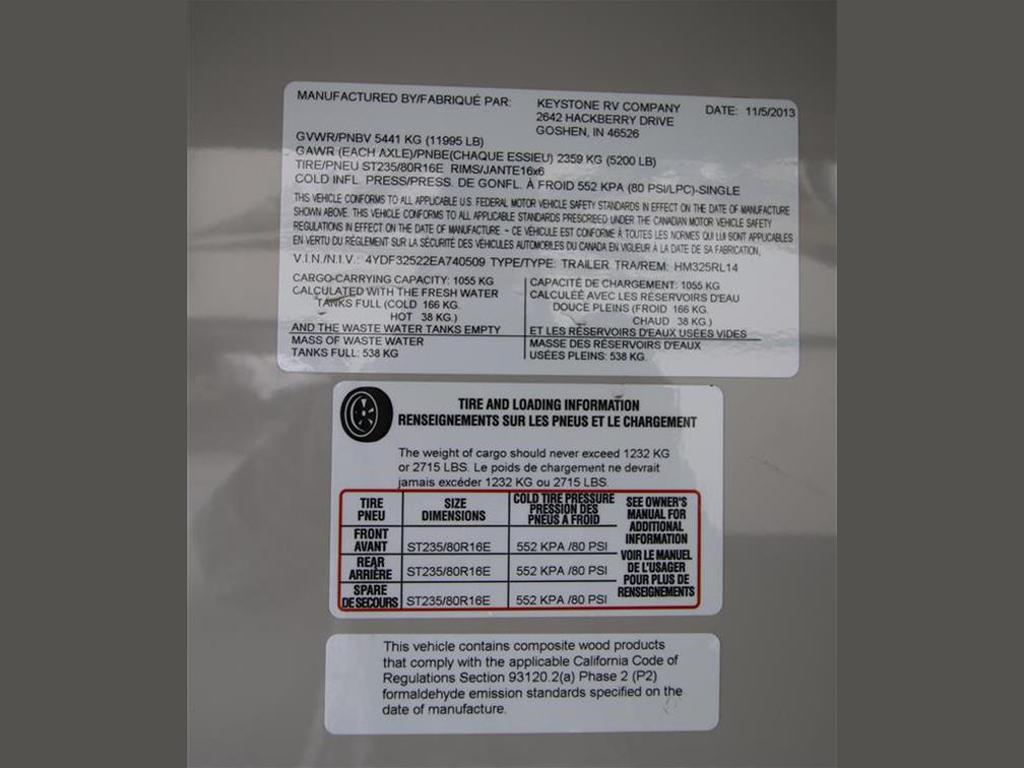 MANUFACTURED BY/FABRIQUÉ PAR: KEYSTONE RV COMPANY DATE: 11/5/2013
2642 HACKBERRY DRIVE
GOSHEN, IN 46526
GVWR/PNBV 5441 KG (11995 LB)
GAWR (EACH AXLE)/PNBE(CHAQUE ESSIEU) 2359 KG (5200 LB)
TIRE/PNEU ST235/80R16E RIMS/JANTE16x6
COLD INFL. PRESS/PRESS. DE GONFL. À FROID 552 KPA (80 PSI/LPC)-SINGLE
THIS VEHICLE CONFORMS TO ALL APPLICABLE U.S. FEDERAL MOTOR VEHICLE SAFETY STANDARDS IN EFFECT ON THE DATE OF MANUFACTURE
SHOWN ABOVE. THIS VEHICLE CONFORMS TO ALL APPLICABLE STANDARDS PRESCRIBED UNDER THE CANADIAN MOTOR VEHICLE SAFETY
REGULATIONS IN EFFECT ON THE DATE OF MANUFACTURE. - CE VÉHICULE EST CONFORME À TOUTES LES NORMES QUI LUI SONT APPLICABLES
EN VERTU DU RÉGLEMENT SUR LA SÉCURITÉ DES VÉHICULES AUTOMOBILES DU CANADA EN VIGUEUR À LA DATE DE SA FABRICATION.
V.I.N./N.I.V.: 4YDF32522EA740509 TYPE/TYPE: TRAILER TRA/REM: HM325RL14
CARGO-CARRYING CAPACITY: 1055 KG
CALCULATED WITH THE FRESH WATER
TANKS FULL (COLD 166 KG.
HOT 38 KG.)
AND THE WASTE WATER TANKS EMPTY
MASS OF WASTE WATER
TANKS FULL: 538 KG
CAPACITÉ DE CHARGEMENT: 1055 KG
CALCULÉE AVEC LES RÉSERVOIRS D'EAU
DOUCE PLEINS (FROID 166 KG.
CHAUD 38 KG.)
ET LES RÉSERVOIRS D'EAUX USÉES VIDES
MASSE DES RÉSERVOIRS D'EAUX
USÉES PLEINS: 538 KG.
TIRE AND LOADING INFORMATION
RENSEIGNEMENTS SUR LES PNEUS ET LE CHARGEMENT
The weight of cargo should never exceed 1232 KG
or 2715 LBS. Le poids de chargement ne devrait
jamais excéder 1232 KG ou 2715 LBS.
TIRE
PNEU
SIZE
DIMENSIONS
COLD TIRE PRESSURE
PRESSION DES
PNEUS A FROID
FRONT
AVANT
ST235/80R16E 552 KPA /80 PSI
REAR
ARRIÈRE
ST235/80R16E 552 KPA /80 PSI
SPARE
DE SECOURS
ST235/80R16E 552 KPA /80 PSI
SEE OWNER'S
MANUAL FOR
ADDITIONAL
INFORMATION
VOIR LE MANUEL
DE L'USAGER
POUR PLUS DE
RENSEIGNEMENTS
This vehicle contains composite wood products
that comply with the applicable California Code of
Regulations Section 93120.2(a) Phase 2 (P2)
formaldehyde emission standards specified on the
date of manufacture.